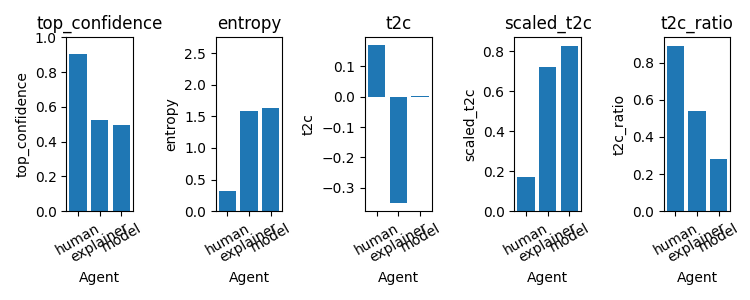 top_confidence
entropy
t2c
scaled_t2c
t2c_ratio
top_confidence
1.0
0.8
0.6
0.4
0.2
0.0
human
explainer
model
Agent
entropy
2.5
2.0
1.5
1.0
0.5
0.0
human
explainer
model
Agent
t2c
0.1
0.0
−0.1
−0.2
−0.3
human
explainer
model
Agent
scaled_t2c
0.8
0.6
0.4
0.2
0.0
human
explainer
model
Agent
t2c_ratio
0.8
0.6
0.4
0.2
0.0
human
explainer
model
Agent